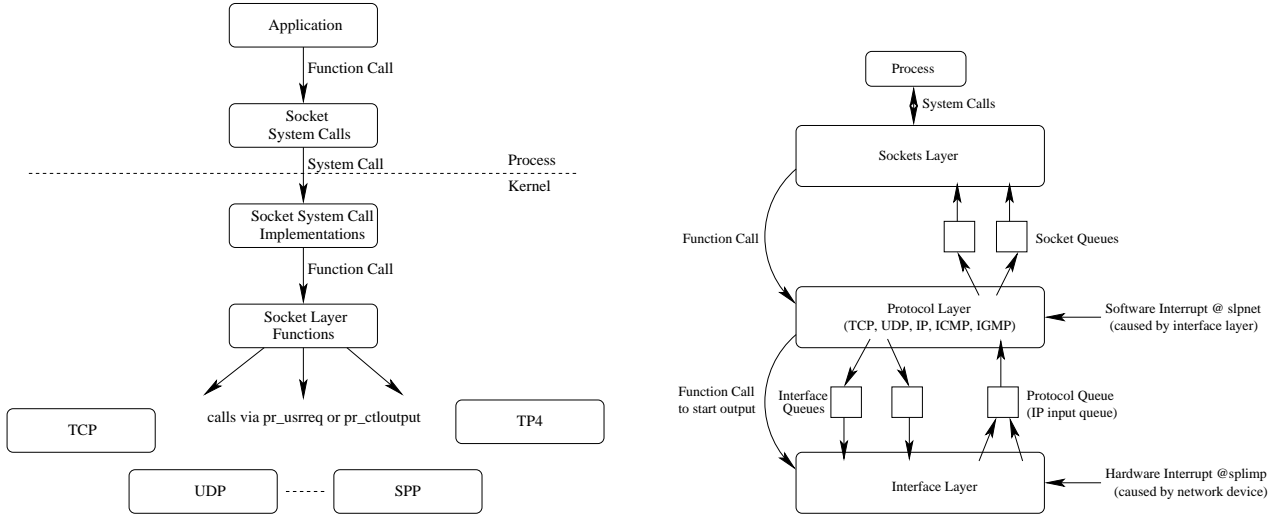 Application
Function Call
Socket
System Calls
System Call
Process
Kernel
Socket System Call
Implementations
Function Call
Socket Layer
Functions
calls via pr_usrreq or pr_ctloutput
TCP
TP4
UDP
SPP
Process
System Calls
Sockets Layer
Function Call
Socket Queues
Protocol Layer
(TCP, UDP, IP, ICMP, IGMP)
Software Interrupt @ slpnet
(caused by interface layer)
Function Call
to start output
Interface
Queues
Protocol Queue
(IP input queue)
Interface Layer
Hardware Interrupt @splimp
(caused by network device)